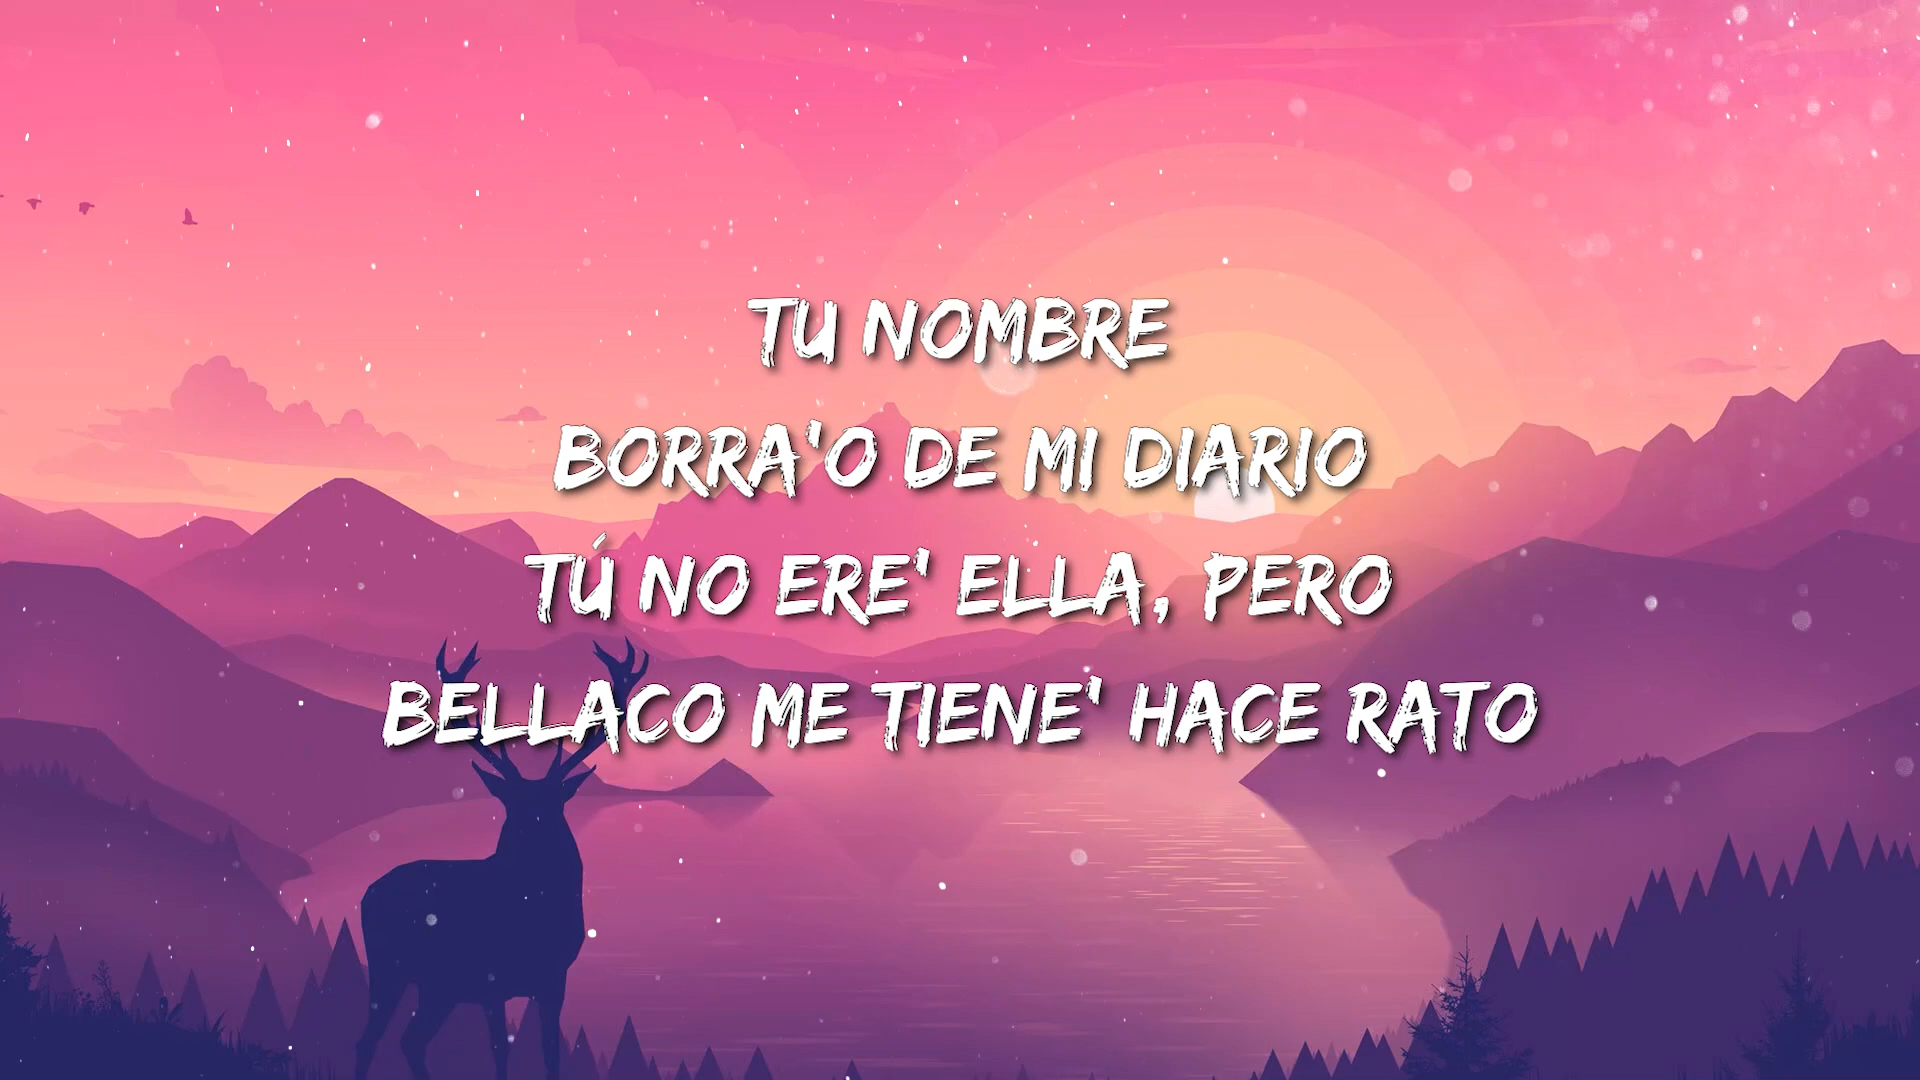 TU NOMBRE
BORRA'O DE MI DIARIO
TÚ NO ERE' ELLA, PERO
BELLACO ME TIENE' HACE RATO